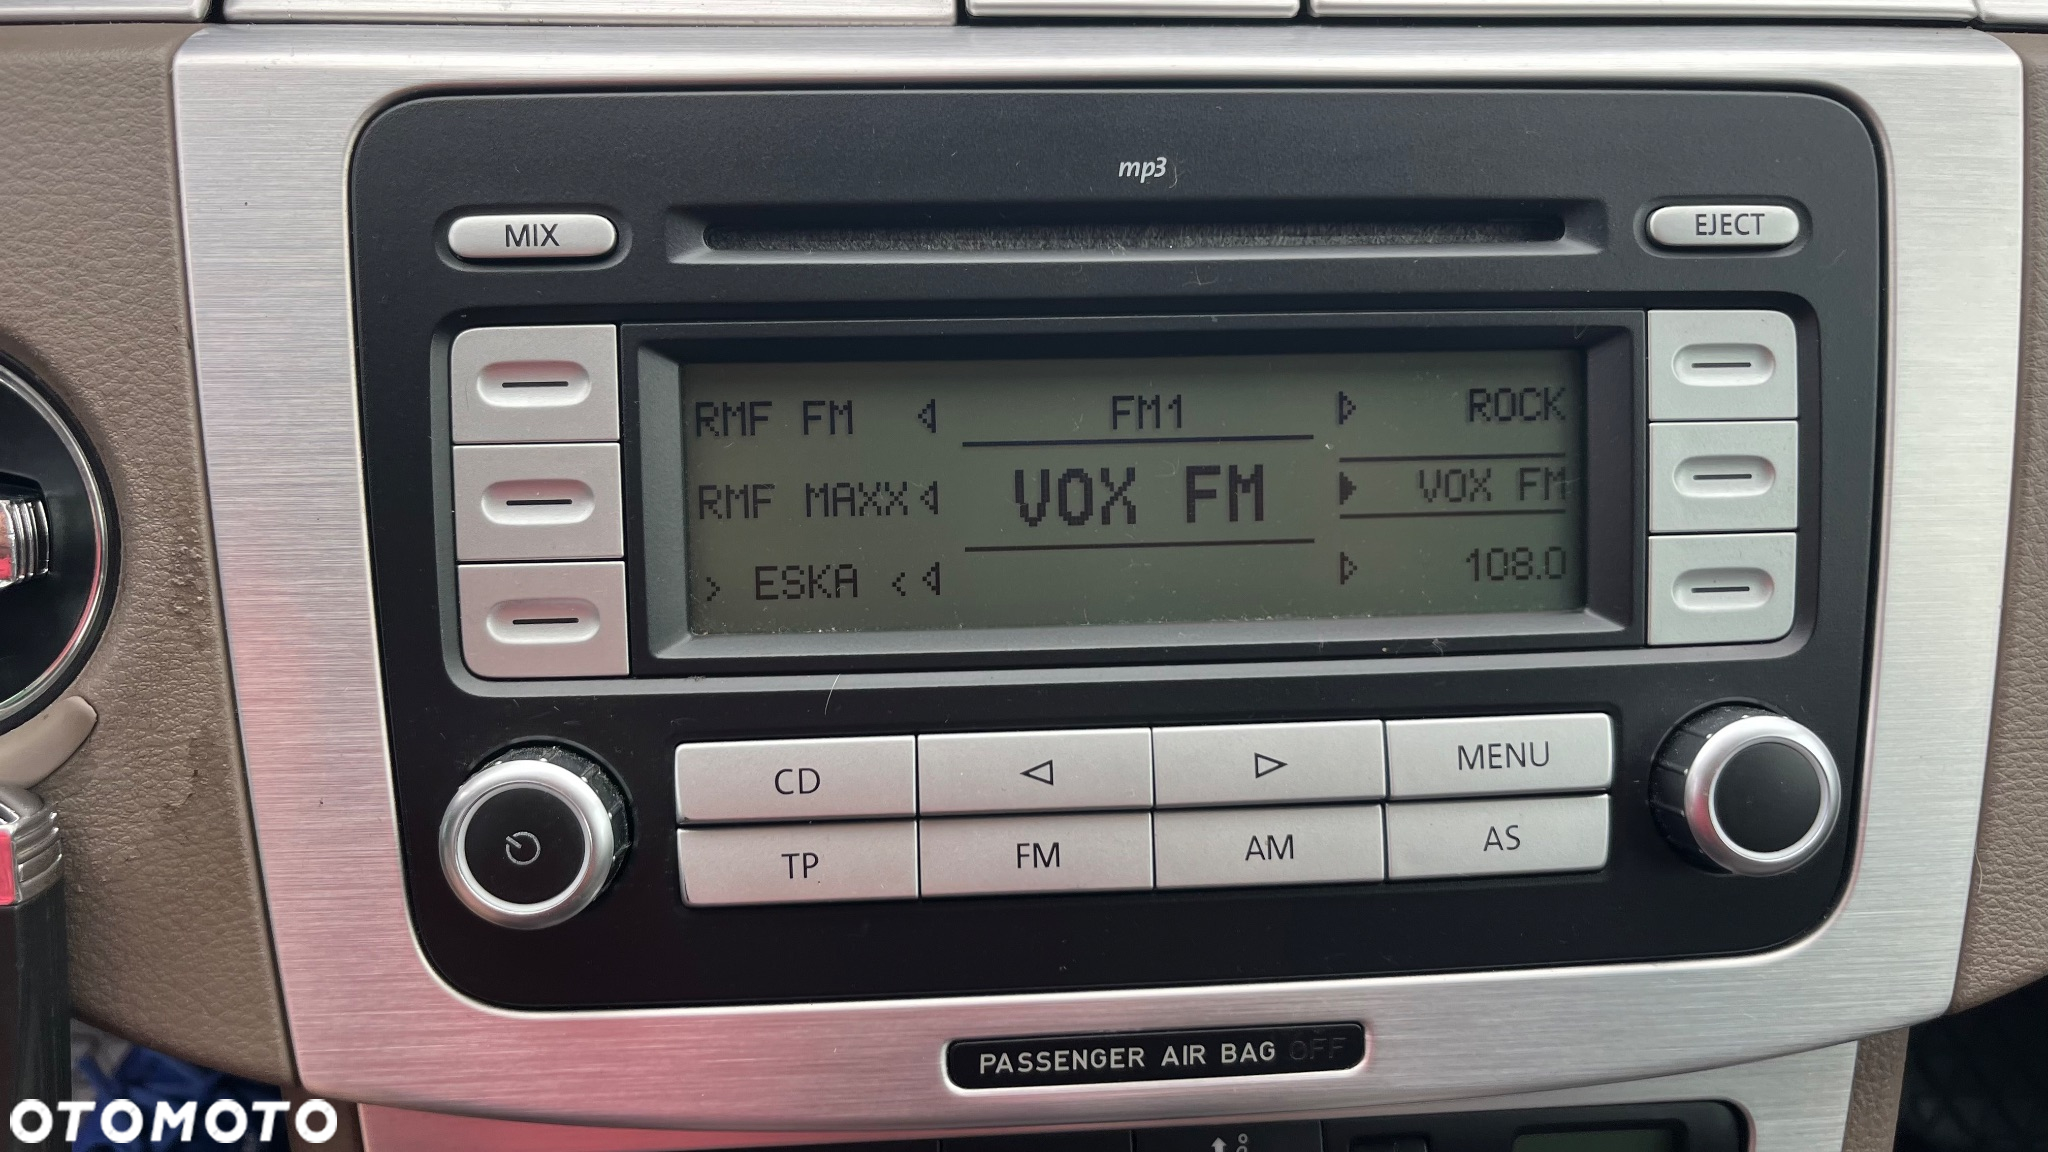 mp3
MIX
EJECT
RMF FM
FM1
ROCK
RMF MAXX
VOX FM
VOX FM
> ESKA <
108.0
CD
MENU
TP
FM
AM
AS
PASSENGER AIR BAG OFF
OTOMOTO